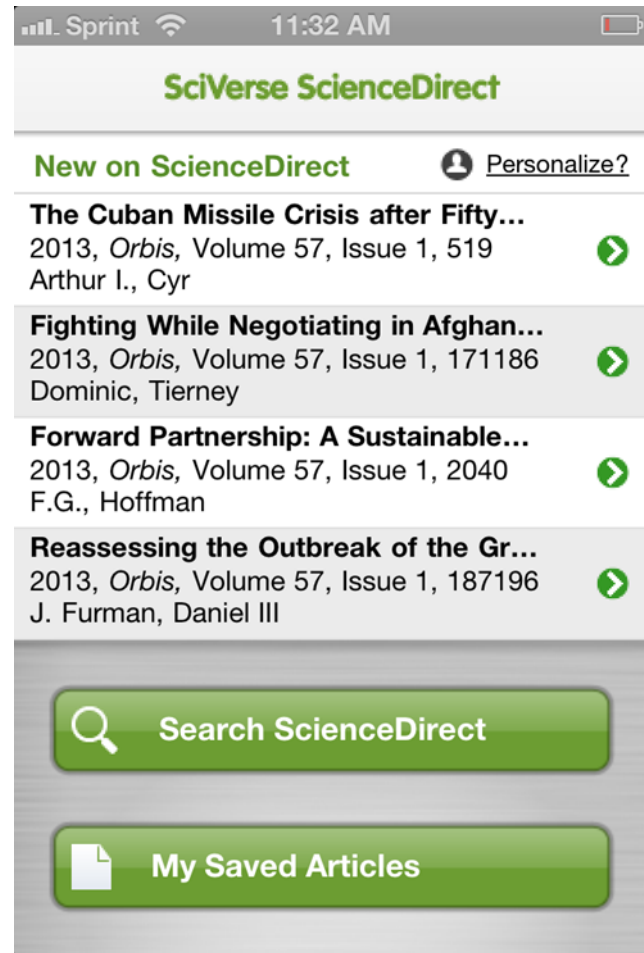 Sprint 11:32 AM
SciVerse ScienceDirect
New on ScienceDirect Personalize?
The Cuban Missile Crisis after Fifty...
2013, Orbis, Volume 57, Issue 1, 519
Arthur I., Cyr
Fighting While Negotiating in Afghan...
2013, Orbis, Volume 57, Issue 1, 171186
Dominic, Tierney
Forward Partnership: A Sustainable...
2013, Orbis, Volume 57, Issue 1, 2040
F.G., Hoffman
Reassessing the Outbreak of the Gr...
2013, Orbis, Volume 57, Issue 1, 187196
J. Furman, Daniel III
Search ScienceDirect
My Saved Articles